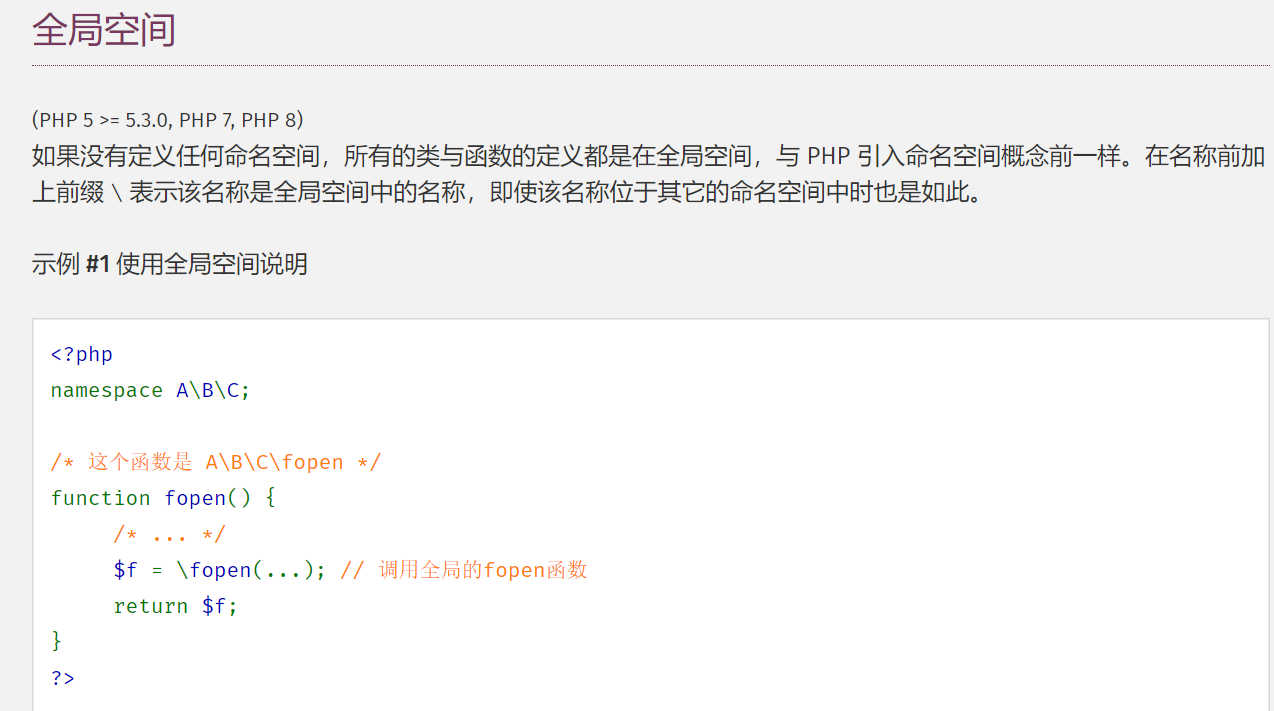 全局空间
(PHP 5 >= 5.3.0, PHP 7, PHP 8)
如果没有定义任何命名空间，所有的类与函数的定义都是在全局空间，与 PHP 引入命名空间概念前一样。在名称前加
上前缀 \ 表示该名称是全局空间中的名称，即使该名称位于其它的命名空间中时也是如此。
示例 #1 使用全局空间说明
<?php
namespace A\B\C;
/* 这个函数是 A\B\C\fopen */
function fopen() {
/* ... */
$f = \fopen(...); // 调用全局的fopen函数
return $f;
}
?>